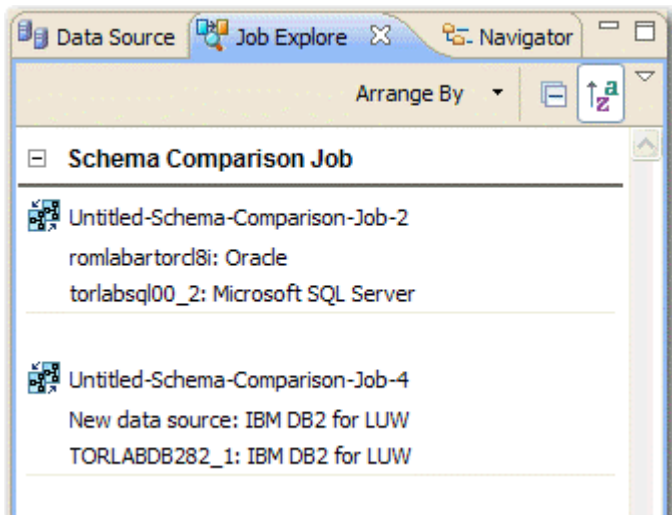 Data Source Job Explore Navigator
Arrange By
Schema Comparison Job
Untitled-Schema-Comparison-Job-2
romlabartorcl8i: Oracle
torlabsql00_2: Microsoft SQL Server
Untitled-Schema-Comparison-Job-4
New data source: IBM DB2 for LUW
TORLABDB282_1: IBM DB2 for LUW